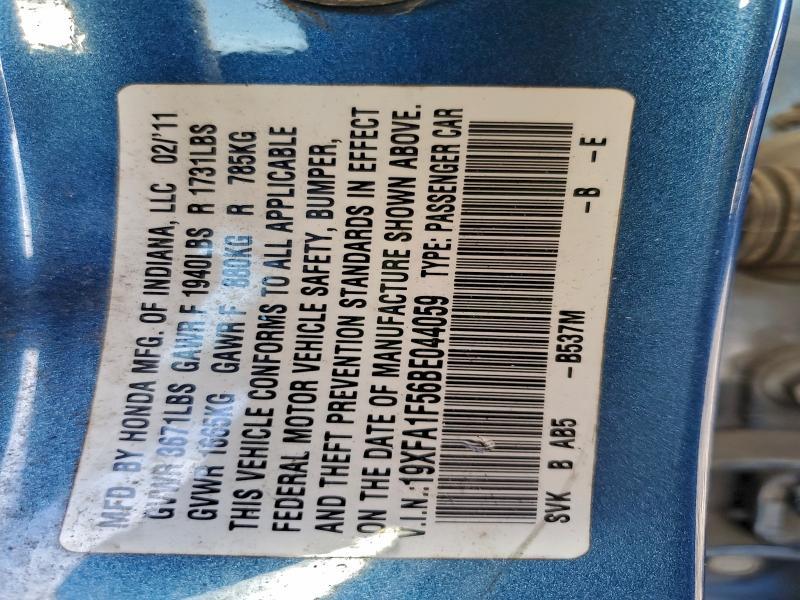 MFD. BY HONDA MFG. OF INDIANA, LLC 02/'11
GVWR 3671LBS GAWR F 1940LBS R 1731LBS
GVWR 1665KG GAWR F 880KG R 785KG
THIS VEHICLE CONFORMS TO ALL APPLICABLE
FEDERAL MOTOR VEHICLE SAFETY, BUMPER,
AND THEFT PREVENTION STANDARDS IN EFFECT
ON THE DATE OF MANUFACTURE SHOWN ABOVE.
V.I.N.:19XFA1F56BE044059 TYPE: PASSENGER CAR
SVK B AB5 -B537M -B -E